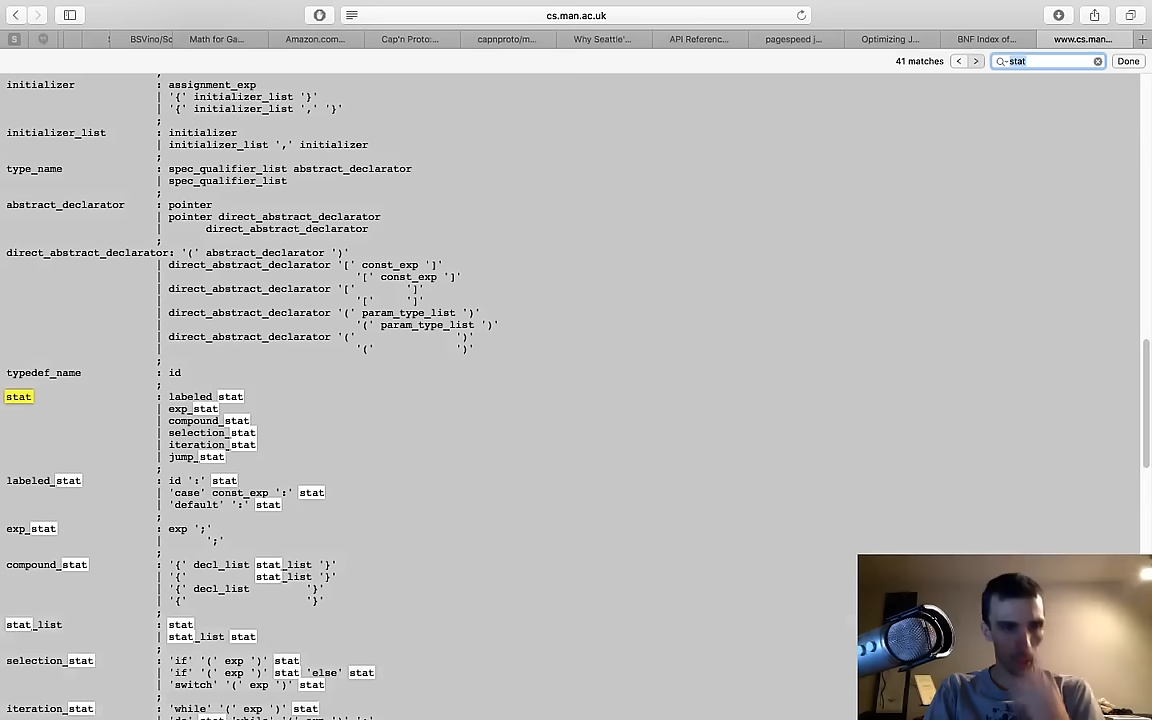 cs.man.ac.uk
S BSVino/Sc Math for Ga... Amazon.com... Cap'n Proto:... capnproto/m... Why Seattle'... API Referenc... pagespeed j... Optimizing J... BNF Index of... www.cs.man...
41 matches < > stat Done
;
initializer : assignment_exp
| '{' initializer_list '}'
| '{' initializer_list ',' '}'
;
initializer_list : initializer
| initializer_list ',' initializer
;
type_name : spec_qualifier_list abstract_declarator
| spec_qualifier_list
;
abstract_declarator : pointer
| pointer direct_abstract_declarator
| direct_abstract_declarator
;
direct_abstract_declarator: '(' abstract_declarator ')'
| direct_abstract_declarator '[' const_exp ']'
| '[' const_exp ']'
| direct_abstract_declarator '[' ']'
| '[' ']'
| direct_abstract_declarator '(' param_type_list ')'
| '(' param_type_list ')'
| direct_abstract_declarator '(' ')'
| '(' ')'
;
typedef_name : id
;
stat : labeled_stat
| exp_stat
| compound_stat
| selection_stat
| iteration_stat
| jump_stat
;
labeled_stat : id ':' stat
| 'case' const_exp ':' stat
| 'default' ':' stat
;
exp_stat : exp ';'
| ';'
;
compound_stat : '{' decl_list stat_list '}'
| '{' stat_list '}'
| '{' decl_list '}'
| '{' '}'
;
stat_list : stat
| stat_list stat
;
selection_stat : 'if' '(' exp ')' stat
| 'if' '(' exp ')' stat 'else' stat
| 'switch' '(' exp ')' stat
;
iteration_stat : 'while' '(' exp ')' stat
| 'do' stat 'while' '(' exp ')' ';'